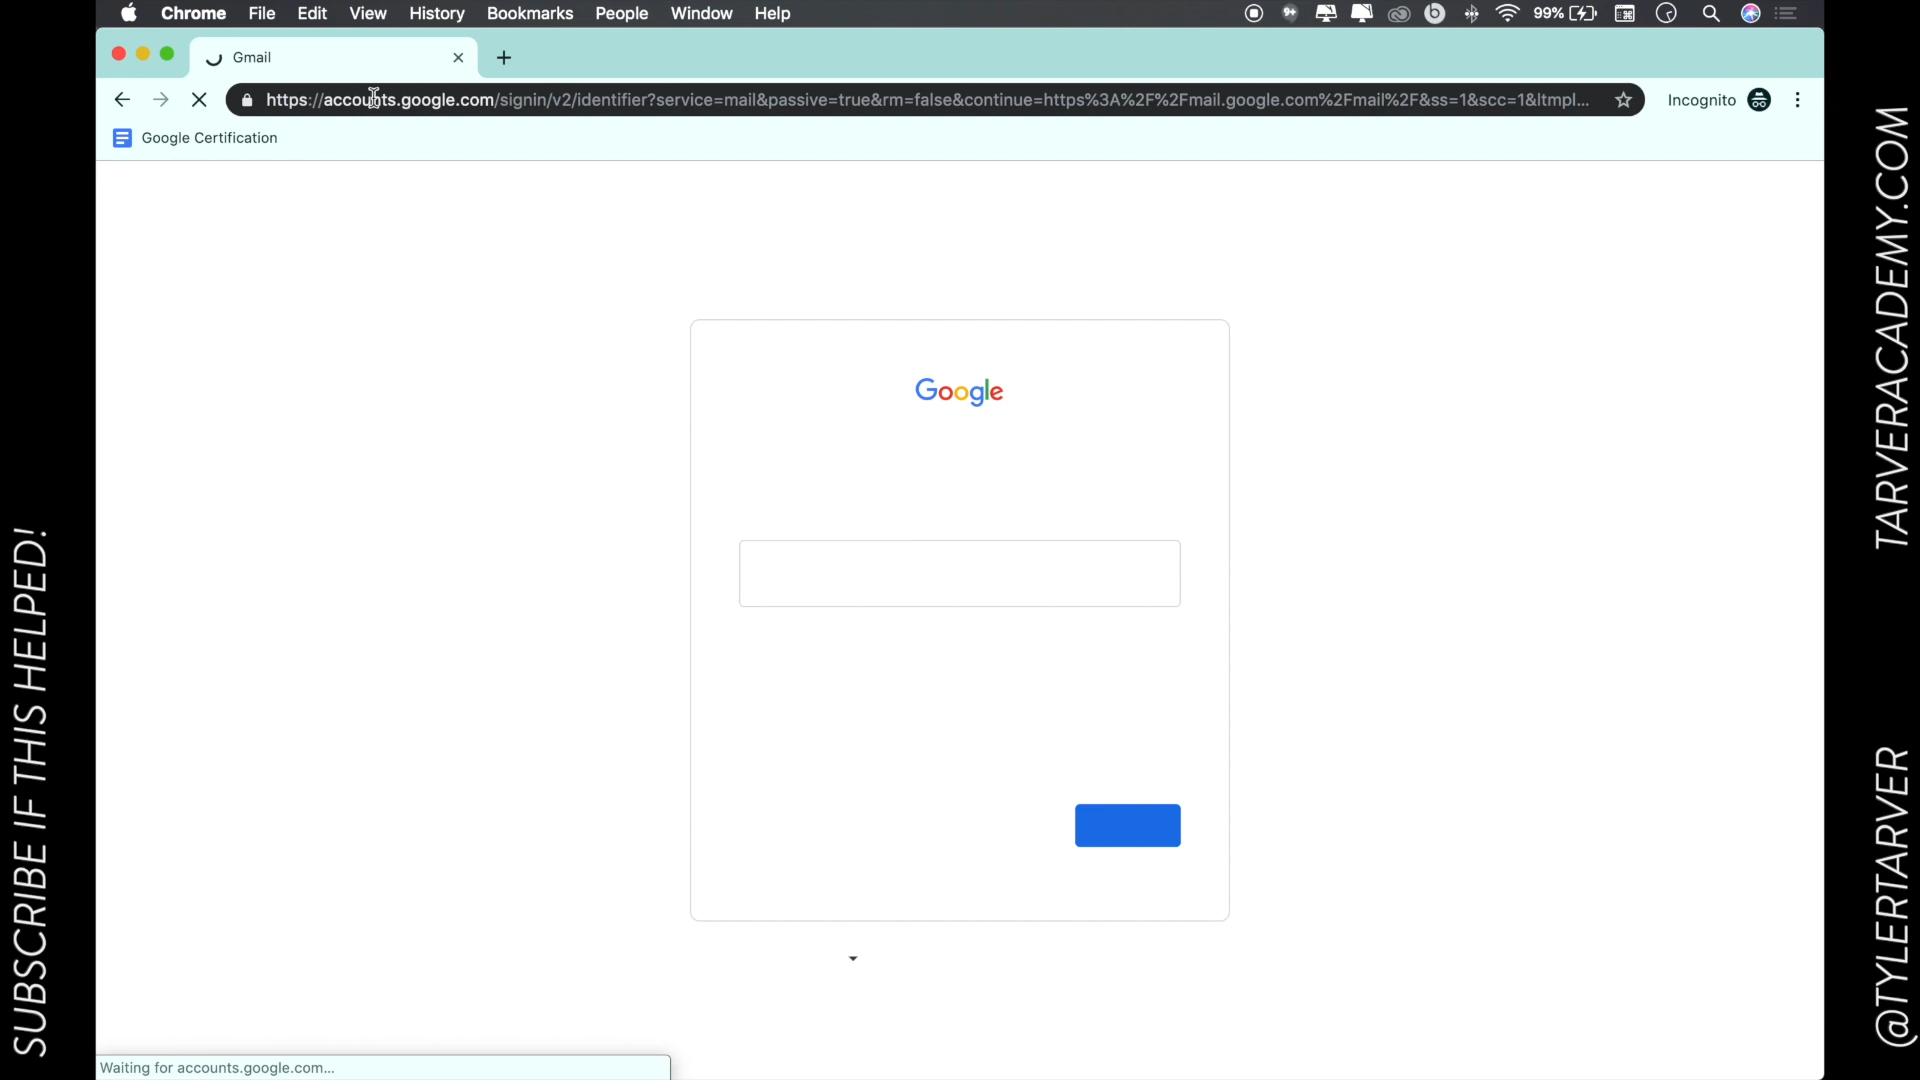 Chrome File Edit View History Bookmarks People Window Help 99%
Gmail
https://accounts.google.com/signin/v2/identifier?service=mail&passive=true&rm=false&continue=https%3A%2F%2Fmail.google.com%2Fmail%2F&ss=1&scc=1&ltmpl... Incognito
Google Certification
Google
Waiting for accounts.google.com...
SUBSCRIBE IF THIS HELPED!
TARVERACADEMY.COM
@TYLERTARVER